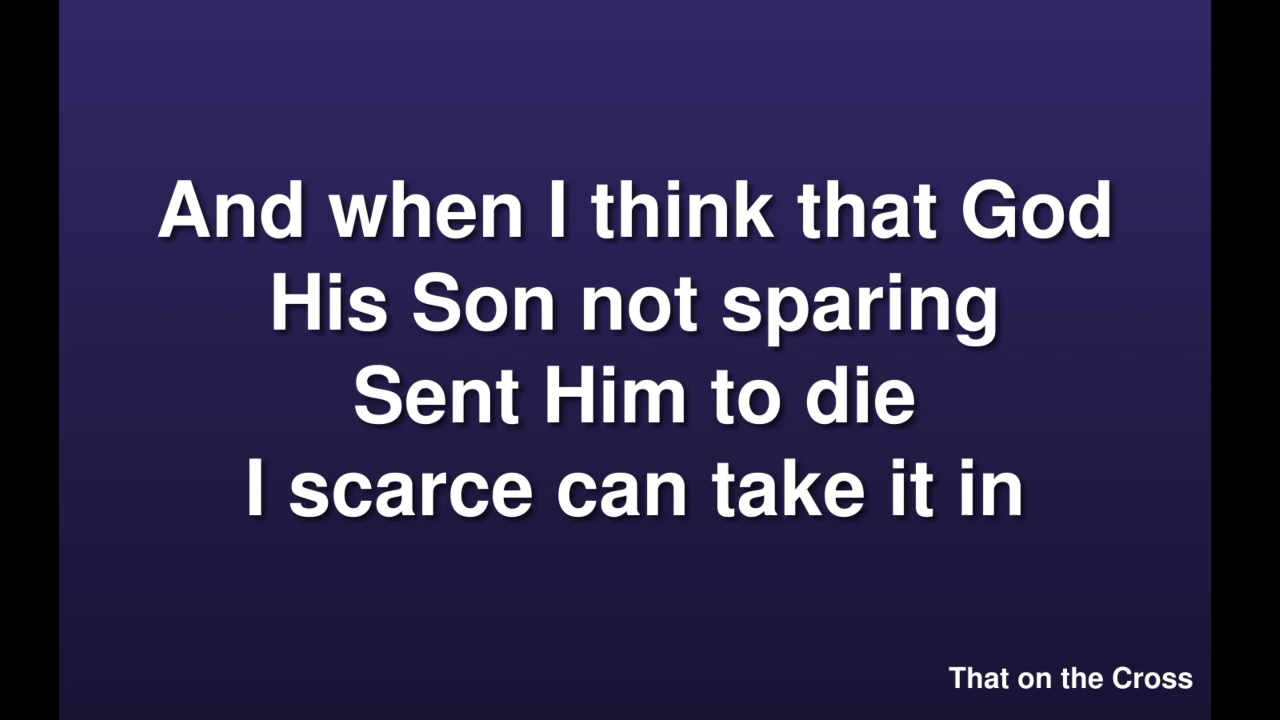 And when I think that God
His Son not sparing
Sent Him to die
I scarce can take it in
That on the Cross